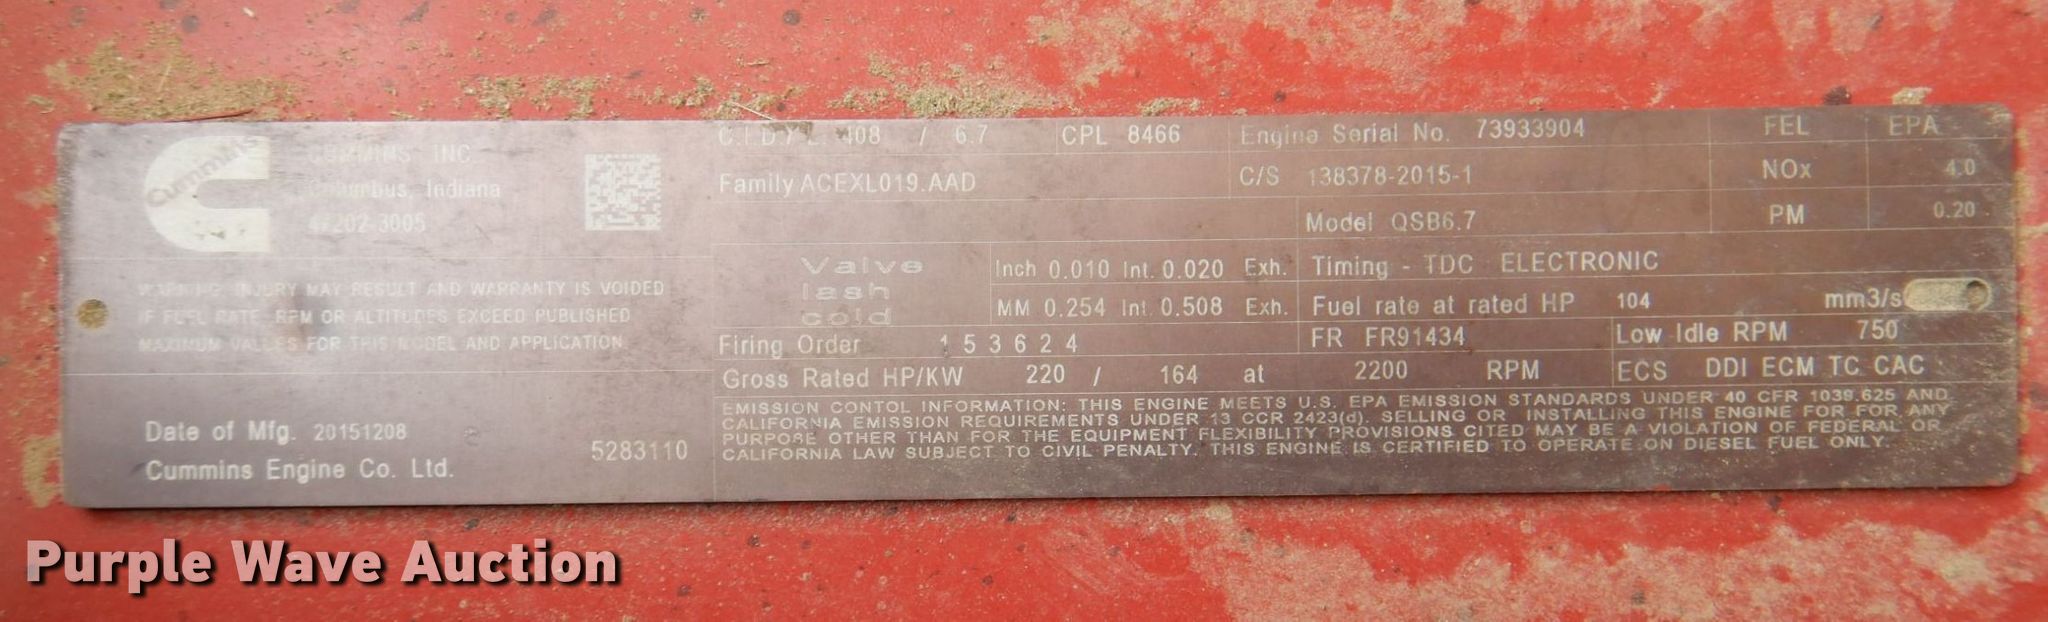 Cummins
CUMMINS INC.
Columbus, Indiana
47202-3005
WARNING INJURY MAY RESULT AND WARRANTY IS VOIDED
IF FUEL RATE, RPM OR ALTITUDES EXCEED PUBLISHED
MAXIMUM VALUES FOR THIS MODEL AND APPLICATION.
Date of Mfg. 20151208
Cummins Engine Co. Ltd.
5283110
C.I.D./ L. 408 / 6.7 CPL 8466 Engine Serial No. 73933904 FEL EPA
Family ACEXL019.AAD C/S 138378-2015-1 NOx 4.0
Model QSB6.7 PM 0.20
Valve
lash
cold
Inch 0.010 Int. 0.020 Exh. Timing - TDC ELECTRONIC
MM 0.254 Int. 0.508 Exh. Fuel rate at rated HP 104 mm3/s
Firing Order 1 5 3 6 2 4 FR FR91434 Low Idle RPM 750
Gross Rated HP/KW 220 / 164 at 2200 RPM ECS DDI ECM TC CAC
EMISSION CONTOL INFORMATION: THIS ENGINE MEETS U.S. EPA EMISSION STANDARDS UNDER 40 CFR 1039.625 AND
CALIFORNIA EMISSION REQUIREMENTS UNDER 13 CCR 2423(d). SELLING OR INSTALLING THIS ENGINE FOR FOR ANY
PURPOSE OTHER THAN FOR THE EQUIPMENT FLEXIBILITY PROVISIONS CITED MAY BE A VIOLATION OF FEDERAL OR
CALIFORNIA LAW SUBJECT TO CIVIL PENALTY. THIS ENGINE IS CERTIFIED TO OPERATE ON DIESEL FUEL ONLY.
Purple Wave Auction